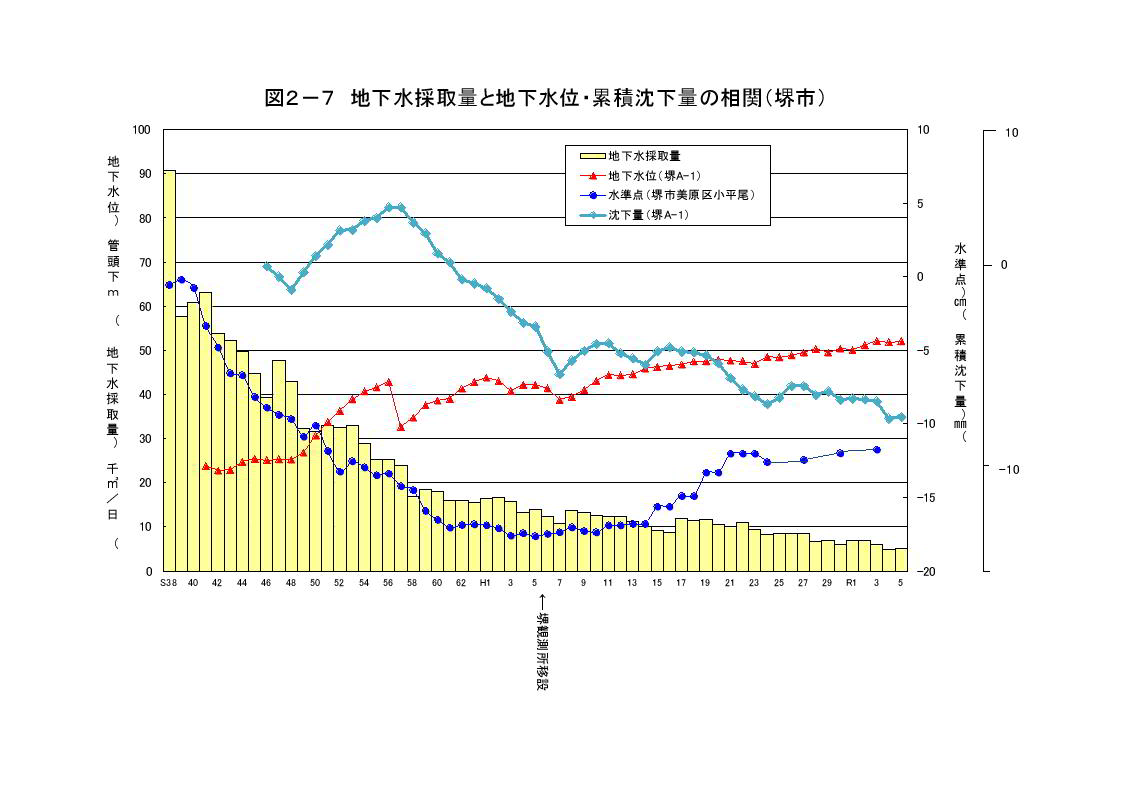 図２－７　地下水採取量と地下水位・累積沈下量の相関（堺市）
地下水採取量
地下水位（堺A-1）
水準点（堺市美原区小平尾）
沈下量（堺A-1）
地下水位）　管頭下ｍ　（　地下水採取量）　千㎥／日　（
100
90
80
70
60
50
40
30
20
10
0
10
5
0
-5
-10
-15
-20
水準点）㎝（　累積沈下量）㎜（
10
0
-10
S38 40 42 44 46 48 50 52 54 56 58 60 62 H1 3 5 7 9 11 13 15 17 19 21 23 25 27 29 R1 3 5
←堺観測所移設